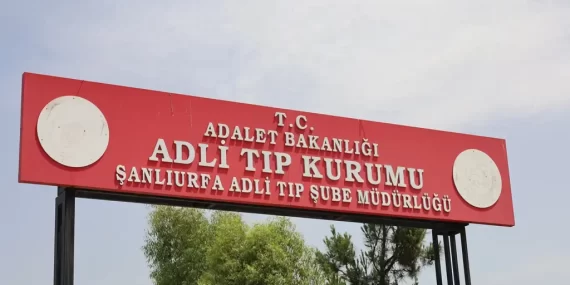 T.C.
ADALET BAKANLIĞI
ADLİ TIP KURUMU
ŞANLIURFA ADLİ TIP ŞUBE MÜDÜRLÜĞÜ